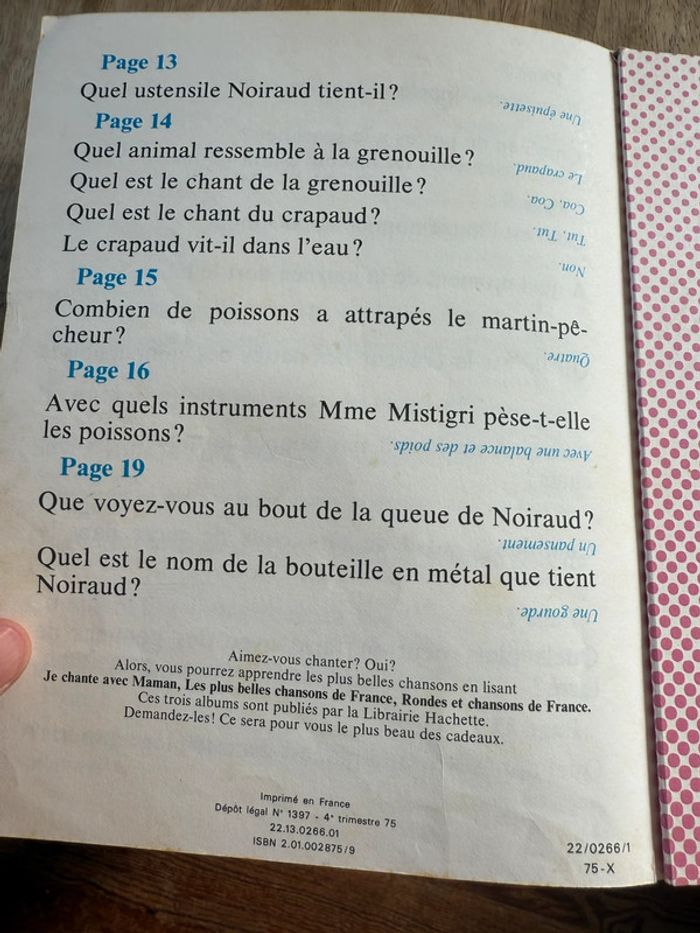 Page 13
Quel ustensile Noiraud tient-il?
Une épuisette.
Page 14
Quel animal ressemble à la grenouille?
Le crapaud.
Quel est le chant de la grenouille?
Coa, Coa.
Quel est le chant du crapaud?
Tut, Tut.
Le crapaud vit-il dans l'eau?
Non.
Page 15
Combien de poissons a attrapés le martin-pê-
cheur?
Quatre.
Page 16
Avec quels instruments Mme Mistigri pèse-t-elle
les poissons?
Avec une balance et des poids.
Page 19
Que voyez-vous au bout de la queue de Noiraud?
Un pansement.
Quel est le nom de la bouteille en métal que tient
Noiraud?
Une gourde.
Aimez-vous chanter? Oui?
Alors, vous pourrez apprendre les plus belles chansons en lisant
Je chante avec Maman, Les plus belles chansons de France, Rondes et chansons de France.
Ces trois albums sont publiés par la Librairie Hachette.
Demandez-les! Ce sera pour vous le plus beau des cadeaux.
Imprimé en France
Dépôt légal N° 1397 - 4e trimestre 75
22.13.0266.01
ISBN 2.01.002875/9
22/0266/1
75-X